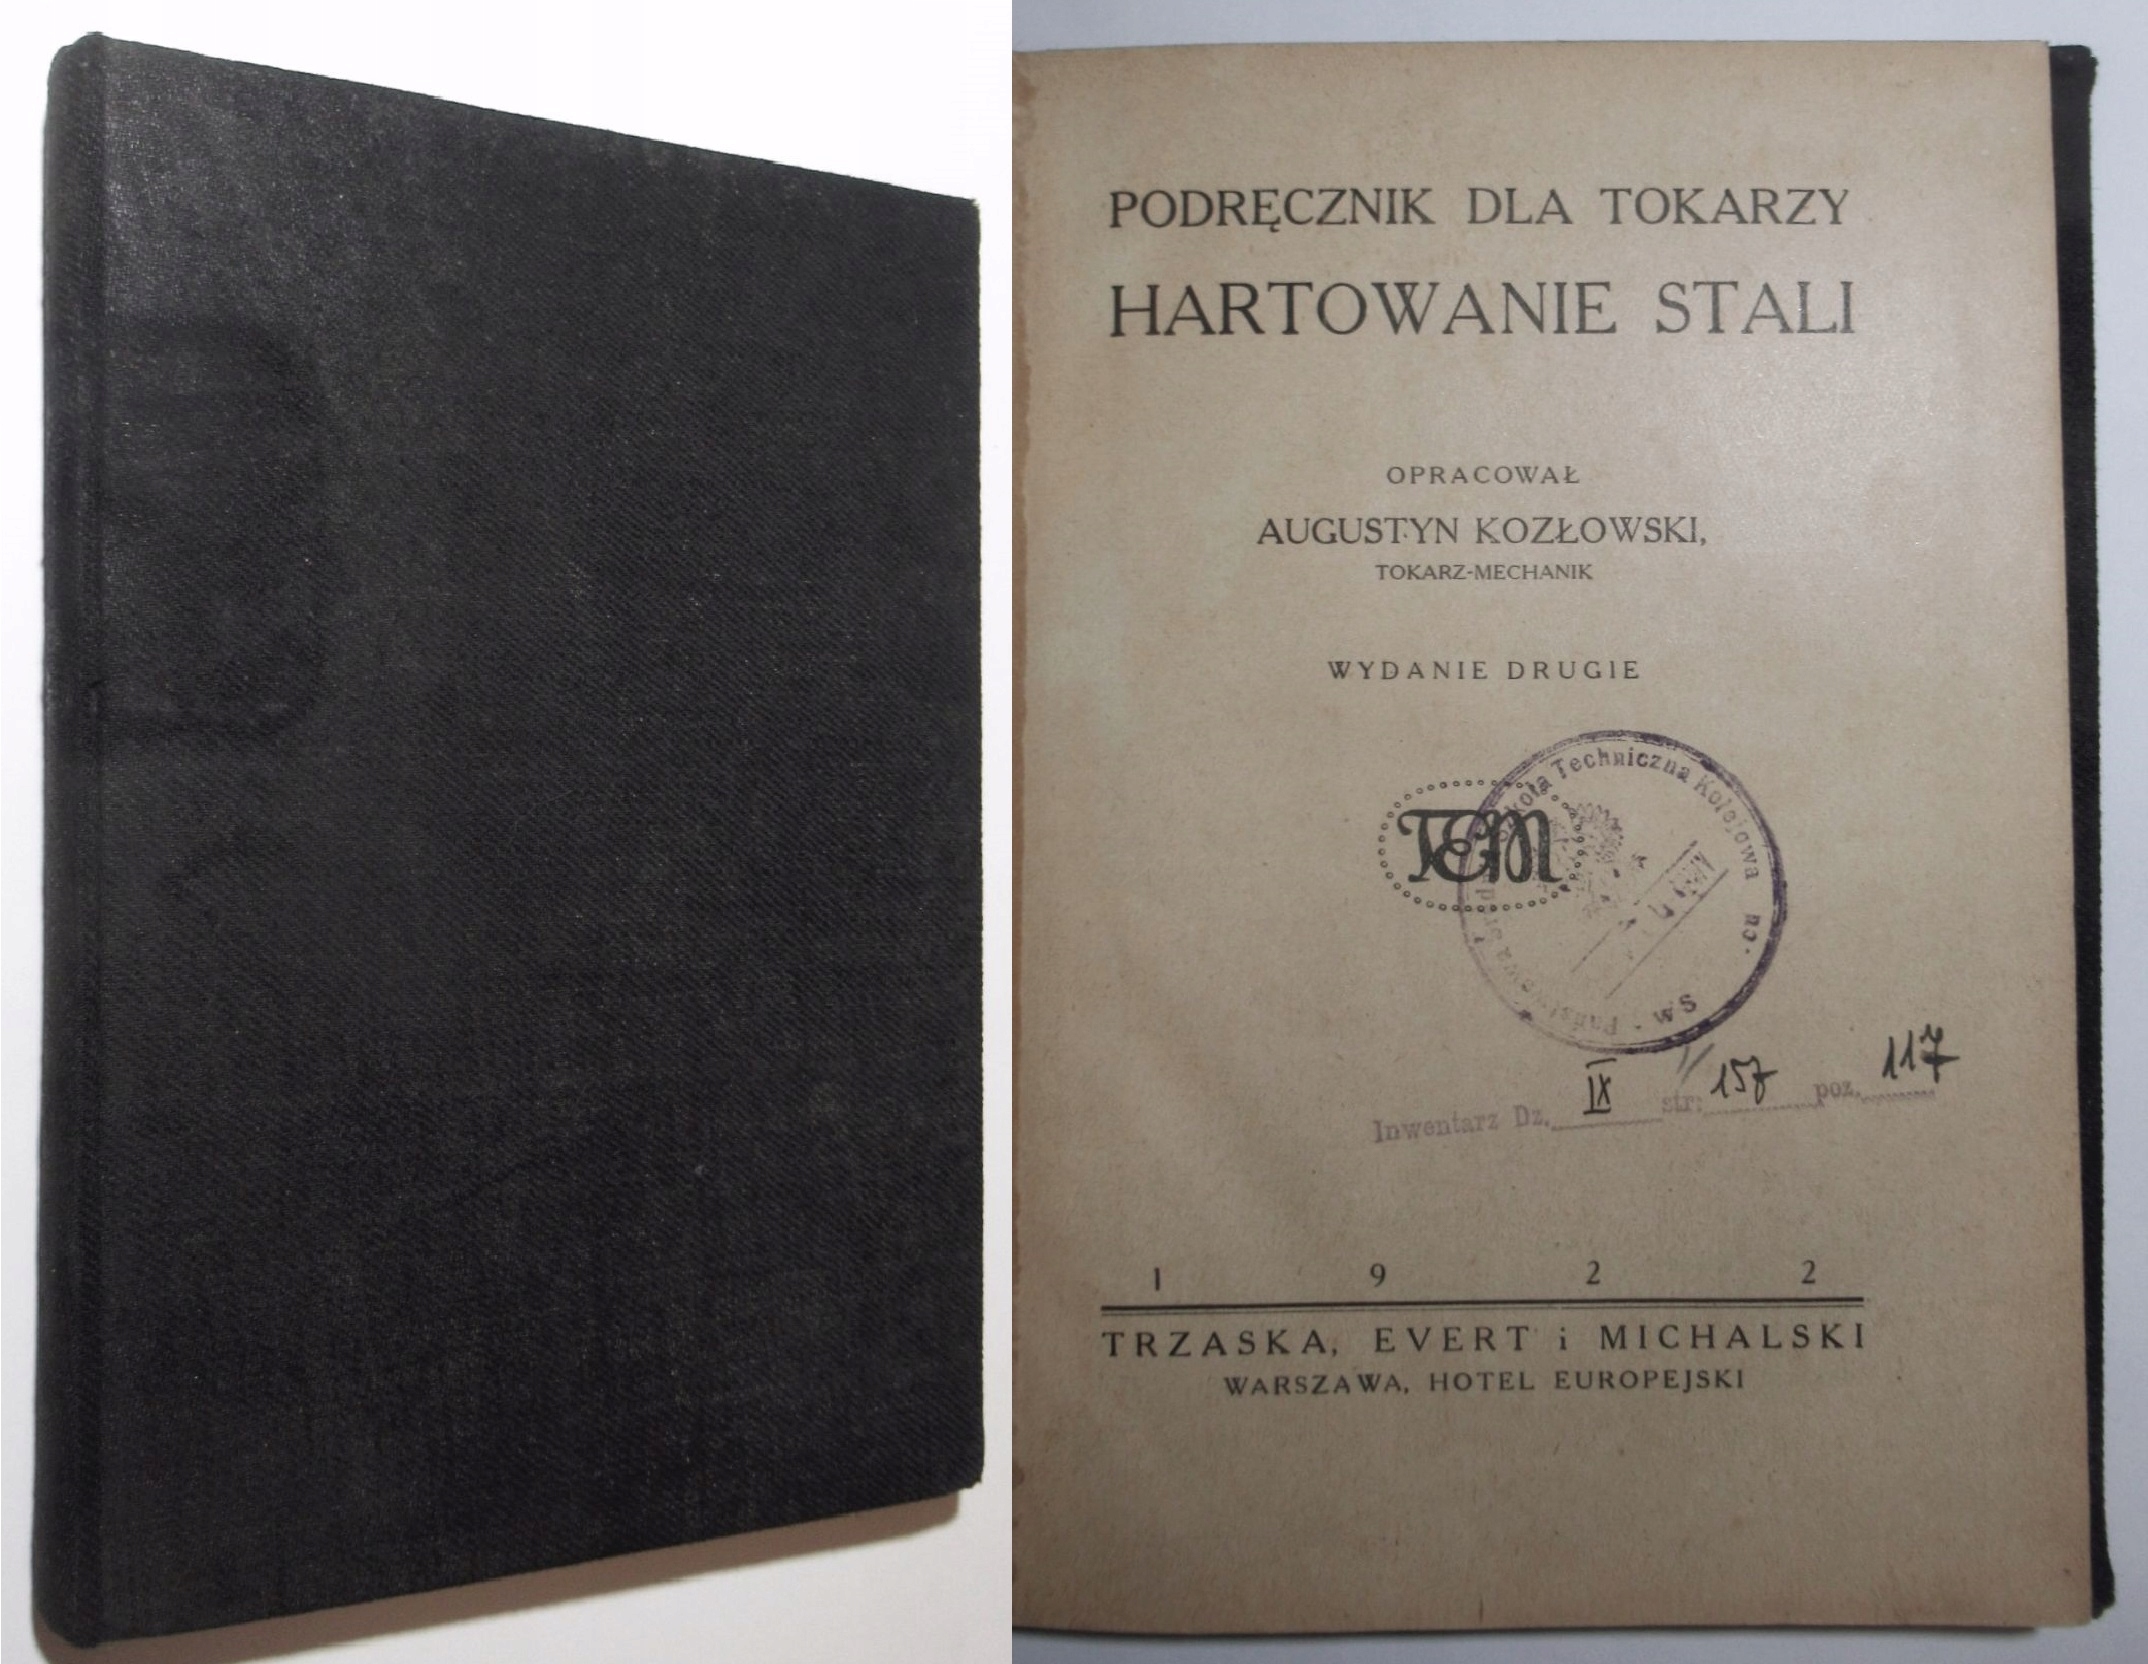 PODRĘCZNIK DLA TOKARZY
HARTOWANIE STALI
OPRACOWAŁ
AUGUSTYN KOZŁOWSKI,
TOKARZ-MECHANIK
WYDANIE DRUGIE
TEM
Szkoła Techniczna Kolejowa
Inwentarz Dz. IX str: 157 poz. 117
1 9 2 2
TRZASKA, EVERT i MICHALSKI
WARSZAWA, HOTEL EUROPEJSKI